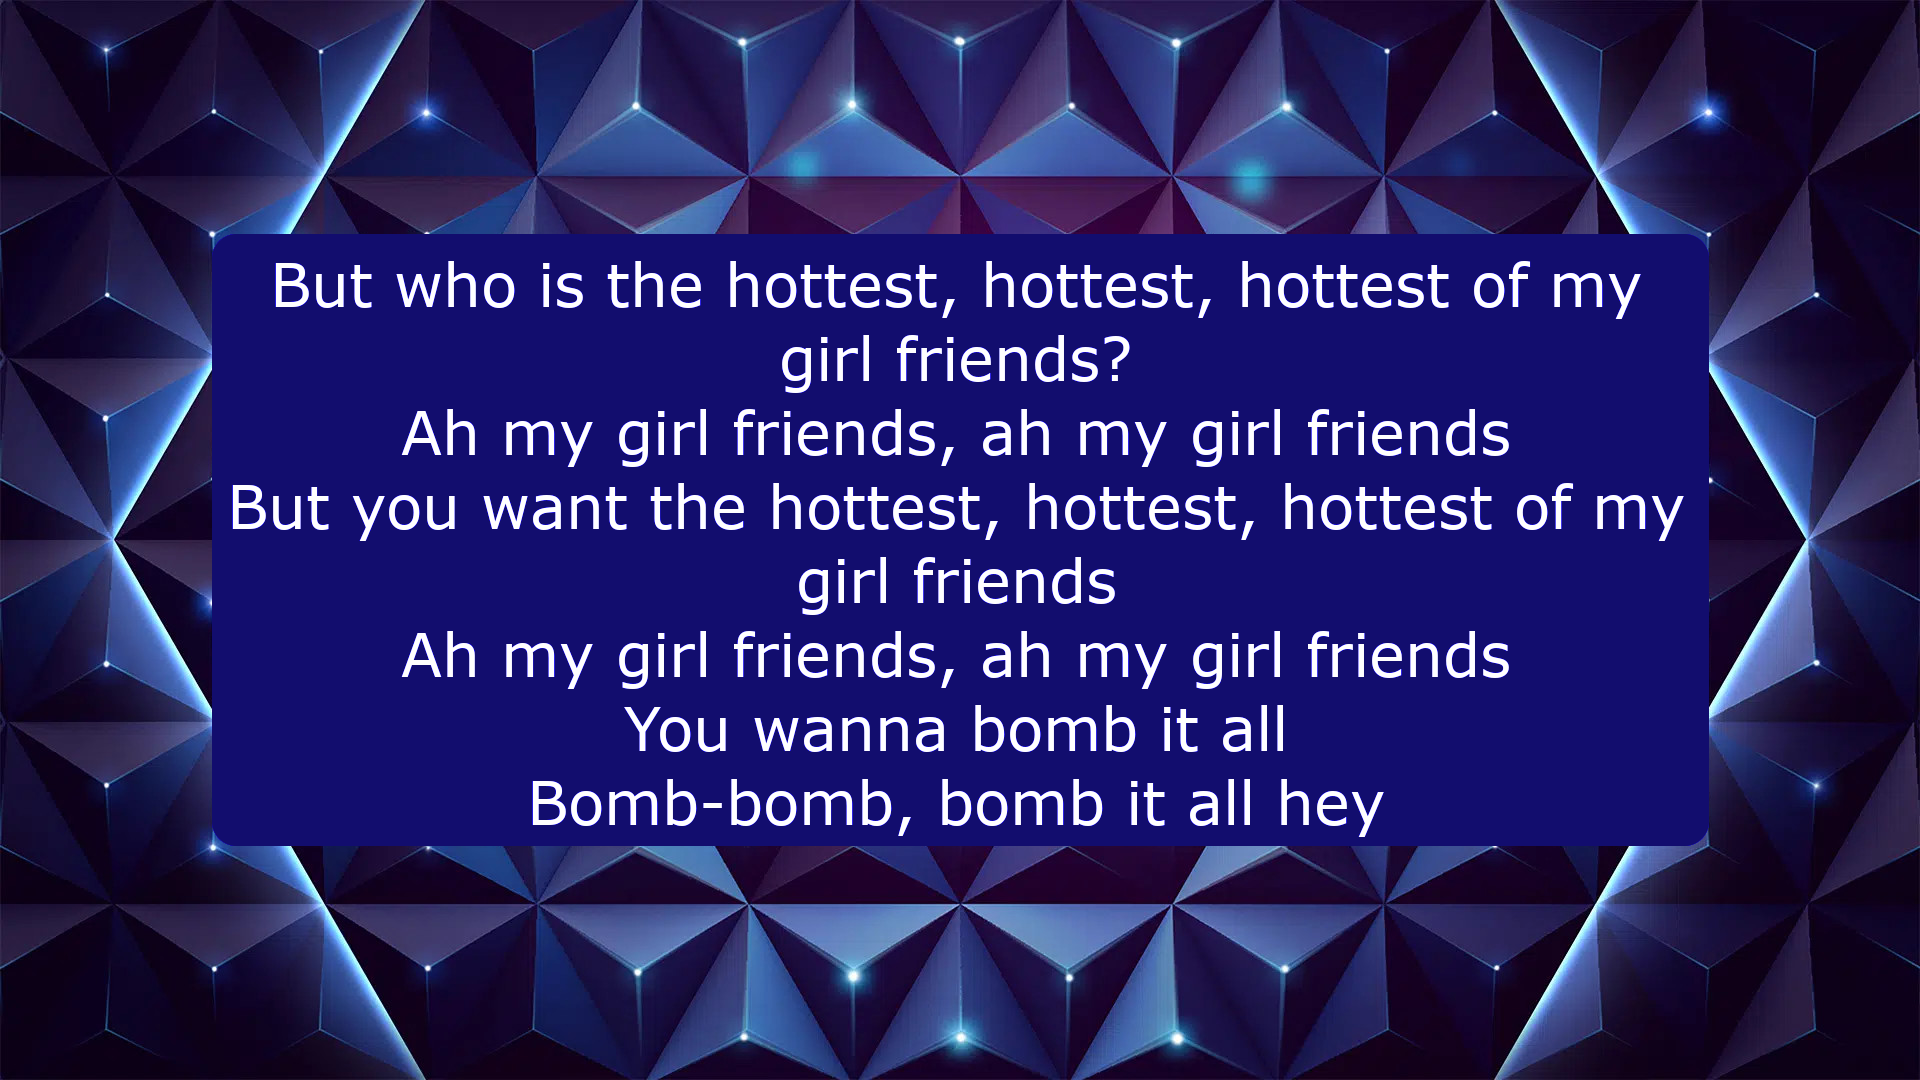 But who is the hottest, hottest, hottest of my
girl friends?
Ah my girl friends, ah my girl friends
But you want the hottest, hottest, hottest of my
girl friends
Ah my girl friends, ah my girl friends
You wanna bomb it all
Bomb-bomb, bomb it all hey